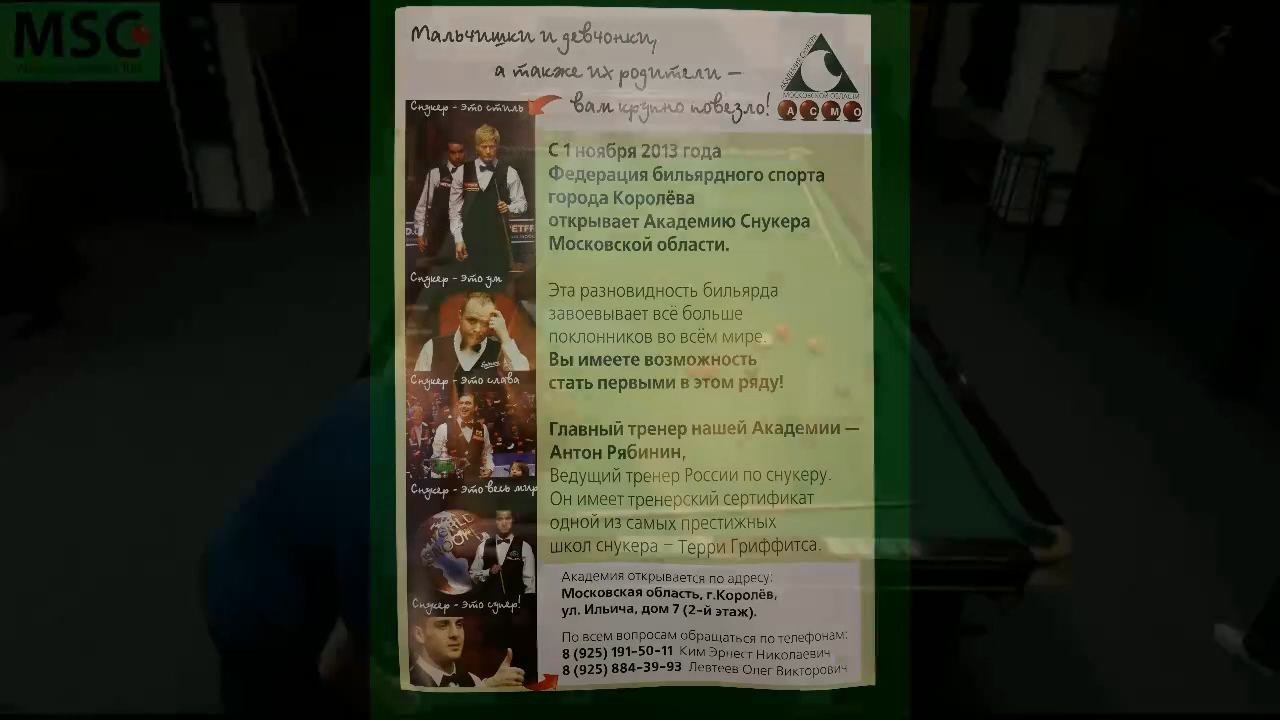 MSC
Мальчишки и девчонки,
а также их родители –
вам крупно повезло!
АКАДЕМИЯ СНУКЕРА
МОСКОВСКОЙ ОБЛАСТИ
АСМО
Снукер - это стиль
С 1 ноября 2013 года
Федерация бильярдного спорта
города Королёва
открывает Академию Снукера
Московской области.
Снукер - это ум
Эта разновидность бильярда
завоевывает всё больше
поклонников во всём мире.
Вы имеете возможность
стать первыми в этом ряду!
Снукер - это слава
Главный тренер нашей Академии —
Антон Рябинин,
Ведущий тренер России по снукеру.
Он имеет тренерский сертификат
одной из самых престижных
школ снукера – Терри Гриффитса.
Снукер - это весь мир
Снукер - это супер!
Академия открывается по адресу:
Московская область, г.Королёв,
ул. Ильича, дом 7 (2-й этаж).
По всем вопросам обращаться по телефонам:
8 (925) 191-50-11 Ким Эрнест Николаевич
8 (925) 884-39-93 Левтеев Олег Викторович